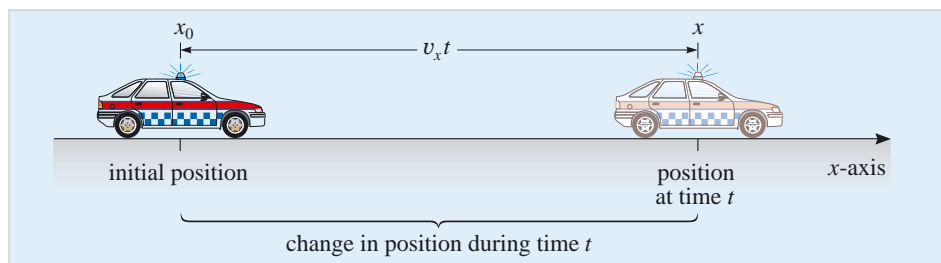 x₀
x
vₓt
initial position
position
at time t
x-axis
change in position during time t